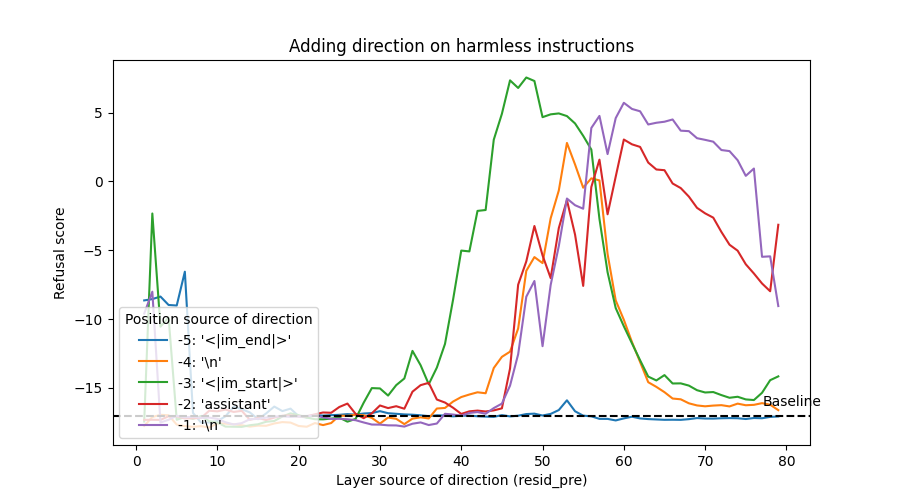 Adding direction on harmless instructions
Refusal score
5
0
−5
−10
−15
Position source of direction
-5: '<|im_end|>'
-4: '\n'
-3: '<|im_start|>'
-2: 'assistant'
-1: '\n'
Baseline
0 10 20 30 40 50 60 70 80
Layer source of direction (resid_pre)